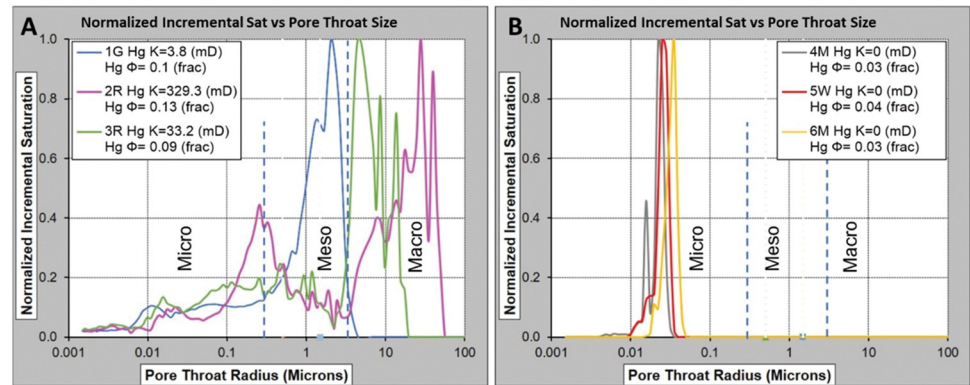 A
Normalized Incremental Sat vs Pore Throat Size
Normalized Incremental Saturation
1.0
0.8
0.6
0.4
0.2
0.0
1G Hg K=3.8 (mD)
Hg Φ= 0.1 (frac)
2R Hg K=329.3 (mD)
Hg Φ= 0.13 (frac)
3R Hg K=33.2 (mD)
Hg Φ= 0.09 (frac)
Micro
Meso
Macro
0.001
0.01
0.1
1
10
100
Pore Throat Radius (Microns)
B
Normalized Incremental Sat vs Pore Throat Size
Normalized Incremental Saturation
1.0
0.8
0.6
0.4
0.2
0.0
4M Hg K=0 (mD)
Hg Φ= 0.03 (frac)
5W Hg K=0 (mD)
Hg Φ= 0.04 (frac)
6M Hg K=0 (mD)
Hg Φ= 0.03 (frac)
Micro
Meso
Macro
0.001
0.01
0.1
1
10
100
Pore Throat Radius (Microns)